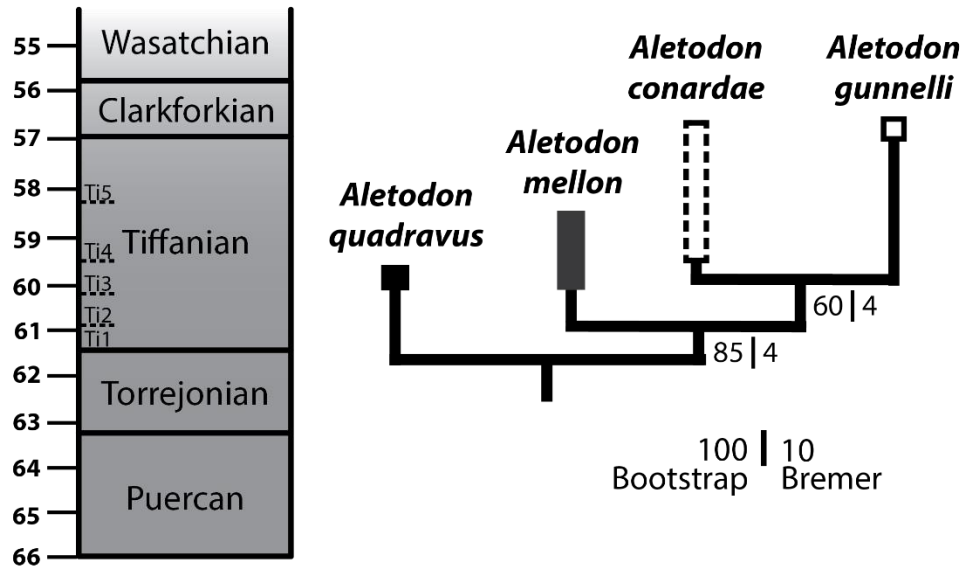 55
56
57
58
59
60
61
62
63
64
65
66
Wasatchian
Clarkforkian
Ti5
Tiffanian
Ti4
Ti3
Ti2
Ti1
Torrejonian
Puercan
Aletodon
quadravus
Aletodon
mellon
Aletodon
conardae
Aletodon
gunnelli
60|4
85|4
100 | 10
Bootstrap | Bremer